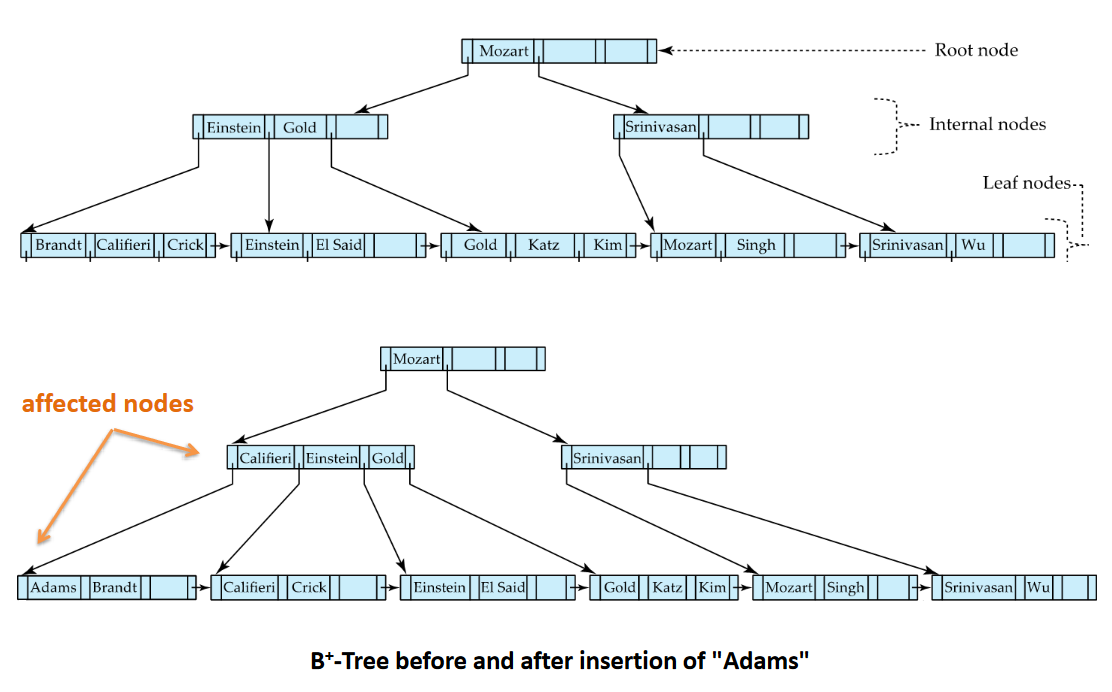 Mozart
Root node
Einstein Gold
Srinivasan
Internal nodes
Leaf nodes
Brandt Califieri Crick
Einstein El Said
Gold Katz Kim
Mozart Singh
Srinivasan Wu
Mozart
affected nodes
Califieri Einstein Gold
Srinivasan
Adams Brandt
Califieri Crick
Einstein El Said
Gold Katz Kim
Mozart Singh
Srinivasan Wu
B+-Tree before and after insertion of "Adams"